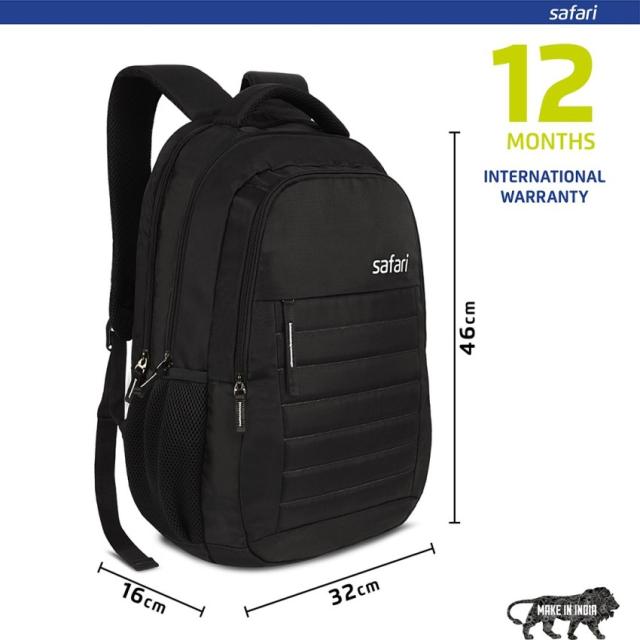 safari
12
MONTHS
INTERNATIONAL
WARRANTY
safari
46cm
16cm
32cm
MAKE IN INDIA